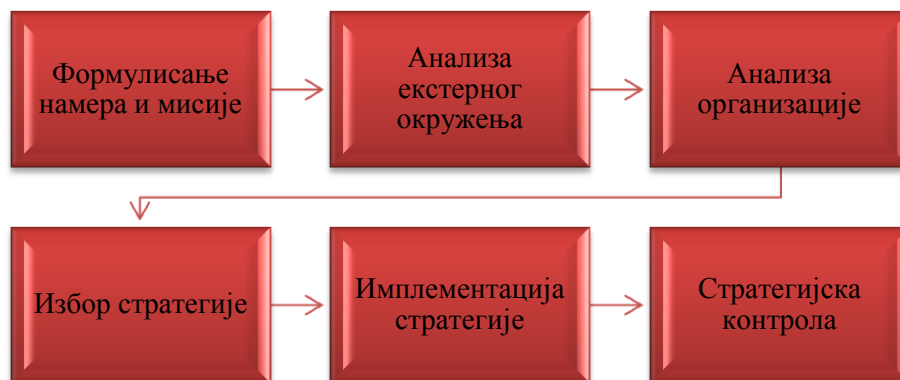 Формулисање
намера и мисије
Анализа
екстерног
окружења
Анализа
организације
Избор стратегије
Имплементација
стратегије
Стратегијска
контрола